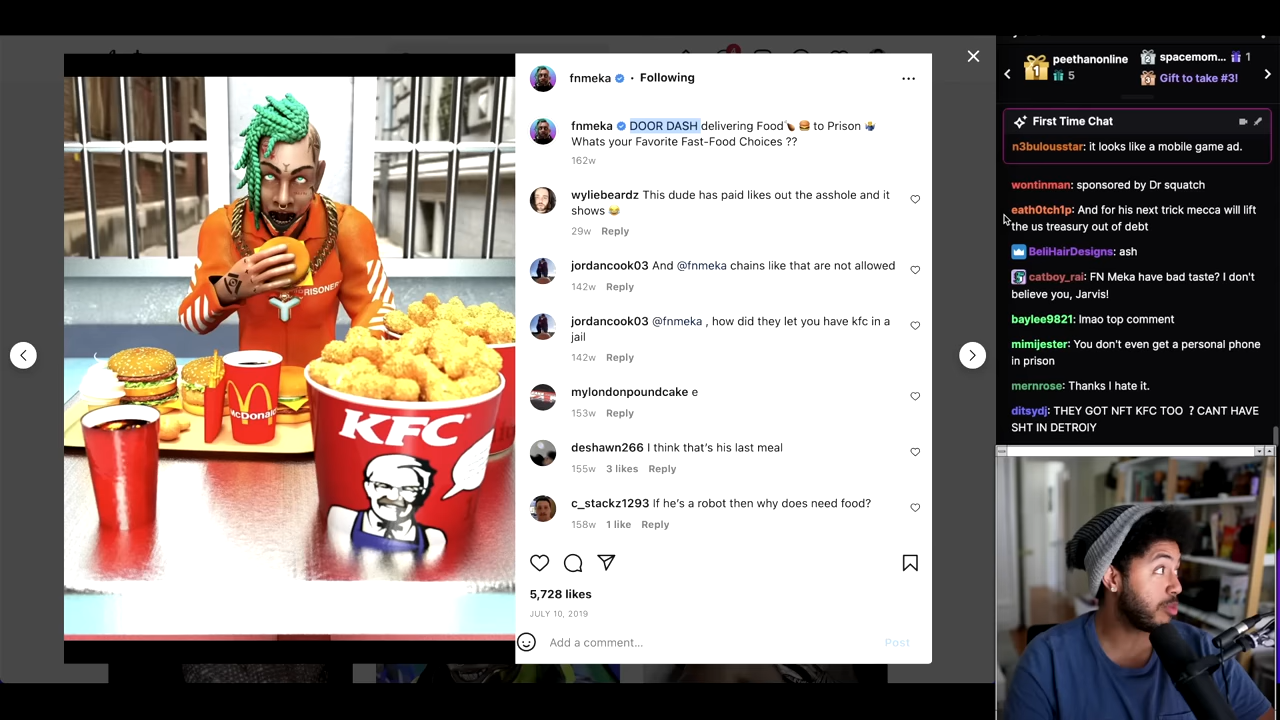 PRISONER
McDonald's
KFC
fnmeka • Following
fnmeka DOOR DASH delivering Food🍗 🍔 to Prison 🤷‍♂️
Whats your Favorite Fast-Food Choices ??
162w
wyliebeardz This dude has paid likes out the asshole and it
shows 😂
29w Reply
jordancook03 And @fnmeka chains like that are not allowed
142w Reply
jordancook03 @fnmeka , how did they let you have kfc in a
jail
142w Reply
mylondonpoundcake e
153w Reply
deshawn266 I think that's his last meal
155w 3 likes Reply
c_stackz1293 If he's a robot then why does need food?
158w 1 like Reply
5,728 likes
JULY 10, 2019
Add a comment...
Post
1 peethanonline
5
2 spacemom... 1
3 Gift to take #3!
First Time Chat
n3bulousstar: it looks like a mobile game ad.
wontinman: sponsored by Dr squatch
eath0tch1p: And for his next trick mecca will lift
the us treasury out of debt
BeliHairDesigns: ash
catboy_rai: FN Meka have bad taste? I don't
believe you, Jarvis!
baylee9821: lmao top comment
mimijester: You don't even get a personal phone
in prison
mernrose: Thanks I hate it.
ditsydj: THEY GOT NFT KFC TOO ? CANT HAVE
SHT IN DETROIY